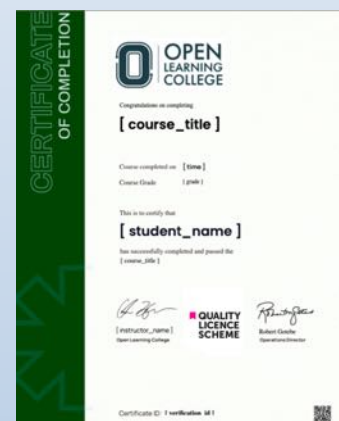 CERTIFICATE
OF COMPLETION
OPEN
LEARNING
COLLEGE
Congratulations on completing
[ course_title ]
Course completed on [ time ]
Course Grade [ grade ]
This is to certify that
[ student_name ]
has successfully completed and passed the
[ course_title ]
[ instructor_name ]
Open Learning College
QUALITY
LICENCE
SCHEME
Operations Director
Certificate ID: [ verification_id ]